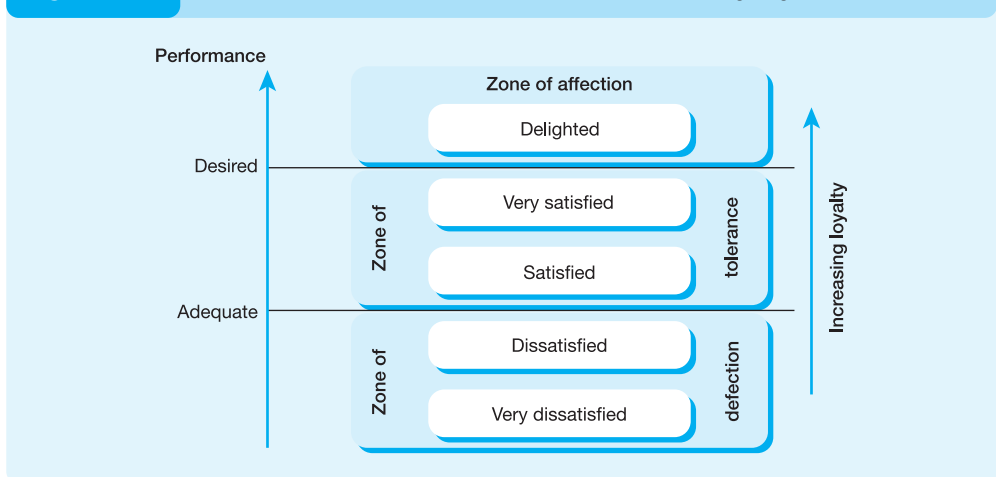 Performance
Zone of affection
Delighted
Desired
Very satisfied
Zone of
tolerance
Satisfied
Increasing loyalty
Adequate
Dissatisfied
Zone of
defection
Very dissatisfied